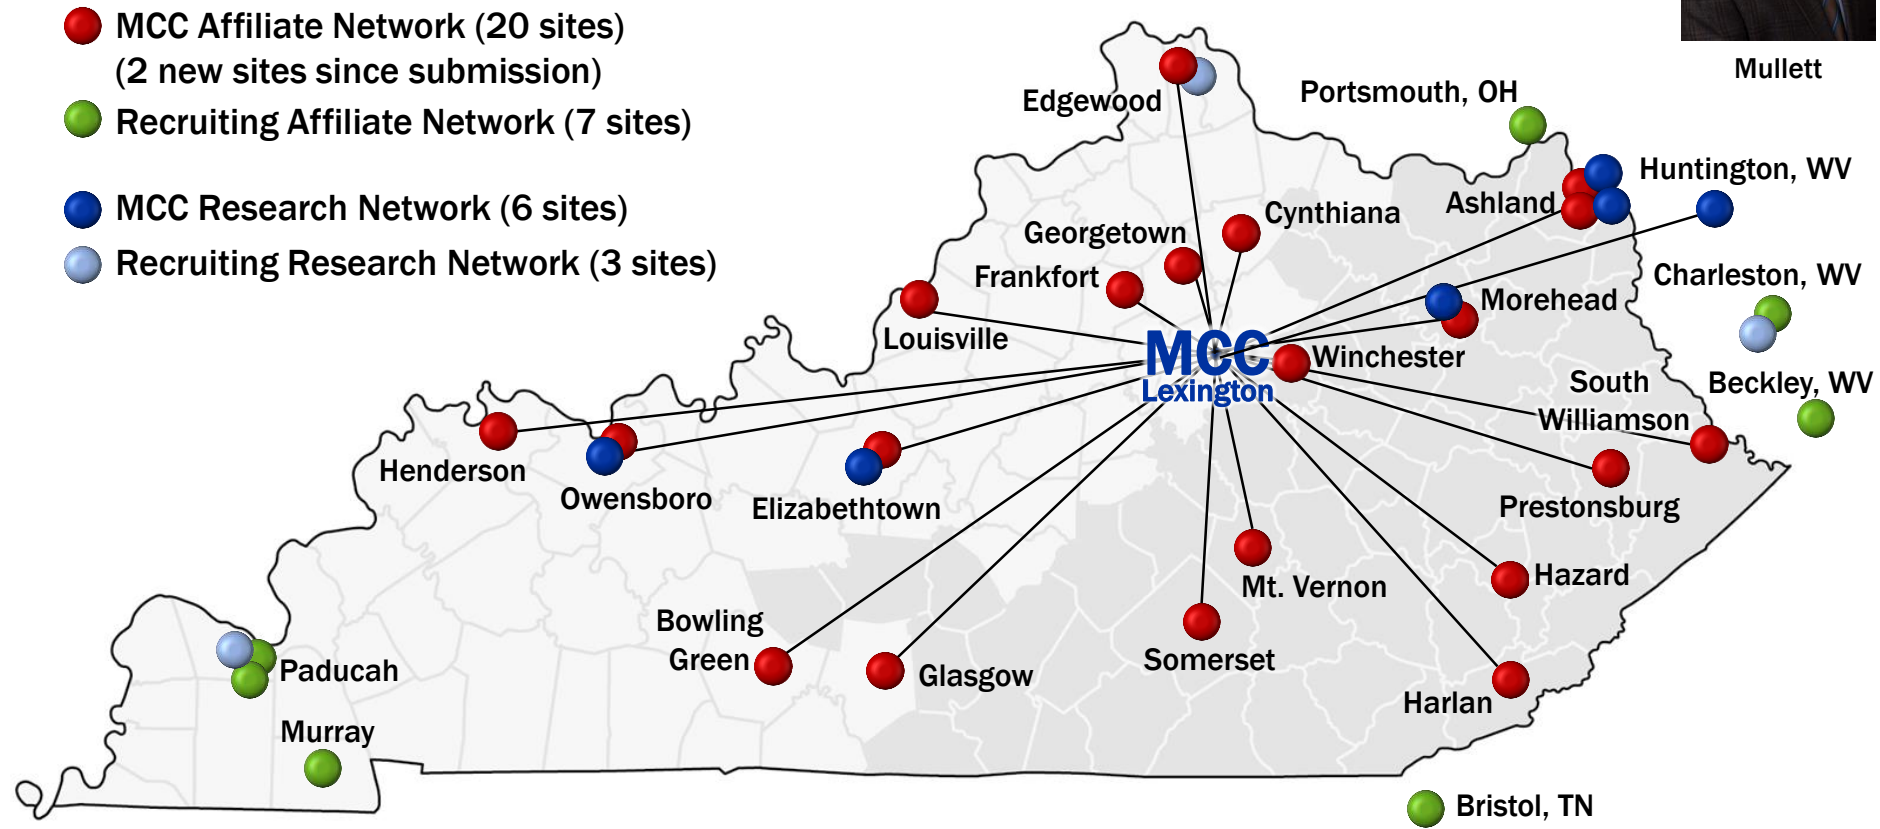 MCC Affiliate Network (20 sites)
(2 new sites since submission)
Recruiting Affiliate Network (7 sites)
MCC Research Network (6 sites)
Recruiting Research Network (3 sites)
Mullett
Edgewood
Portsmouth, OH
Huntington, WV
Ashland
Cynthiana
Georgetown
Frankfort
Charleston, WV
Morehead
Louisville
MCC
Lexington
Winchester
South
Williamson
Beckley, WV
Henderson
Owensboro
Elizabethtown
Prestonsburg
Hazard
Mt. Vernon
Bowling
Green
Glasgow
Somerset
Harlan
Paducah
Murray
Bristol, TN